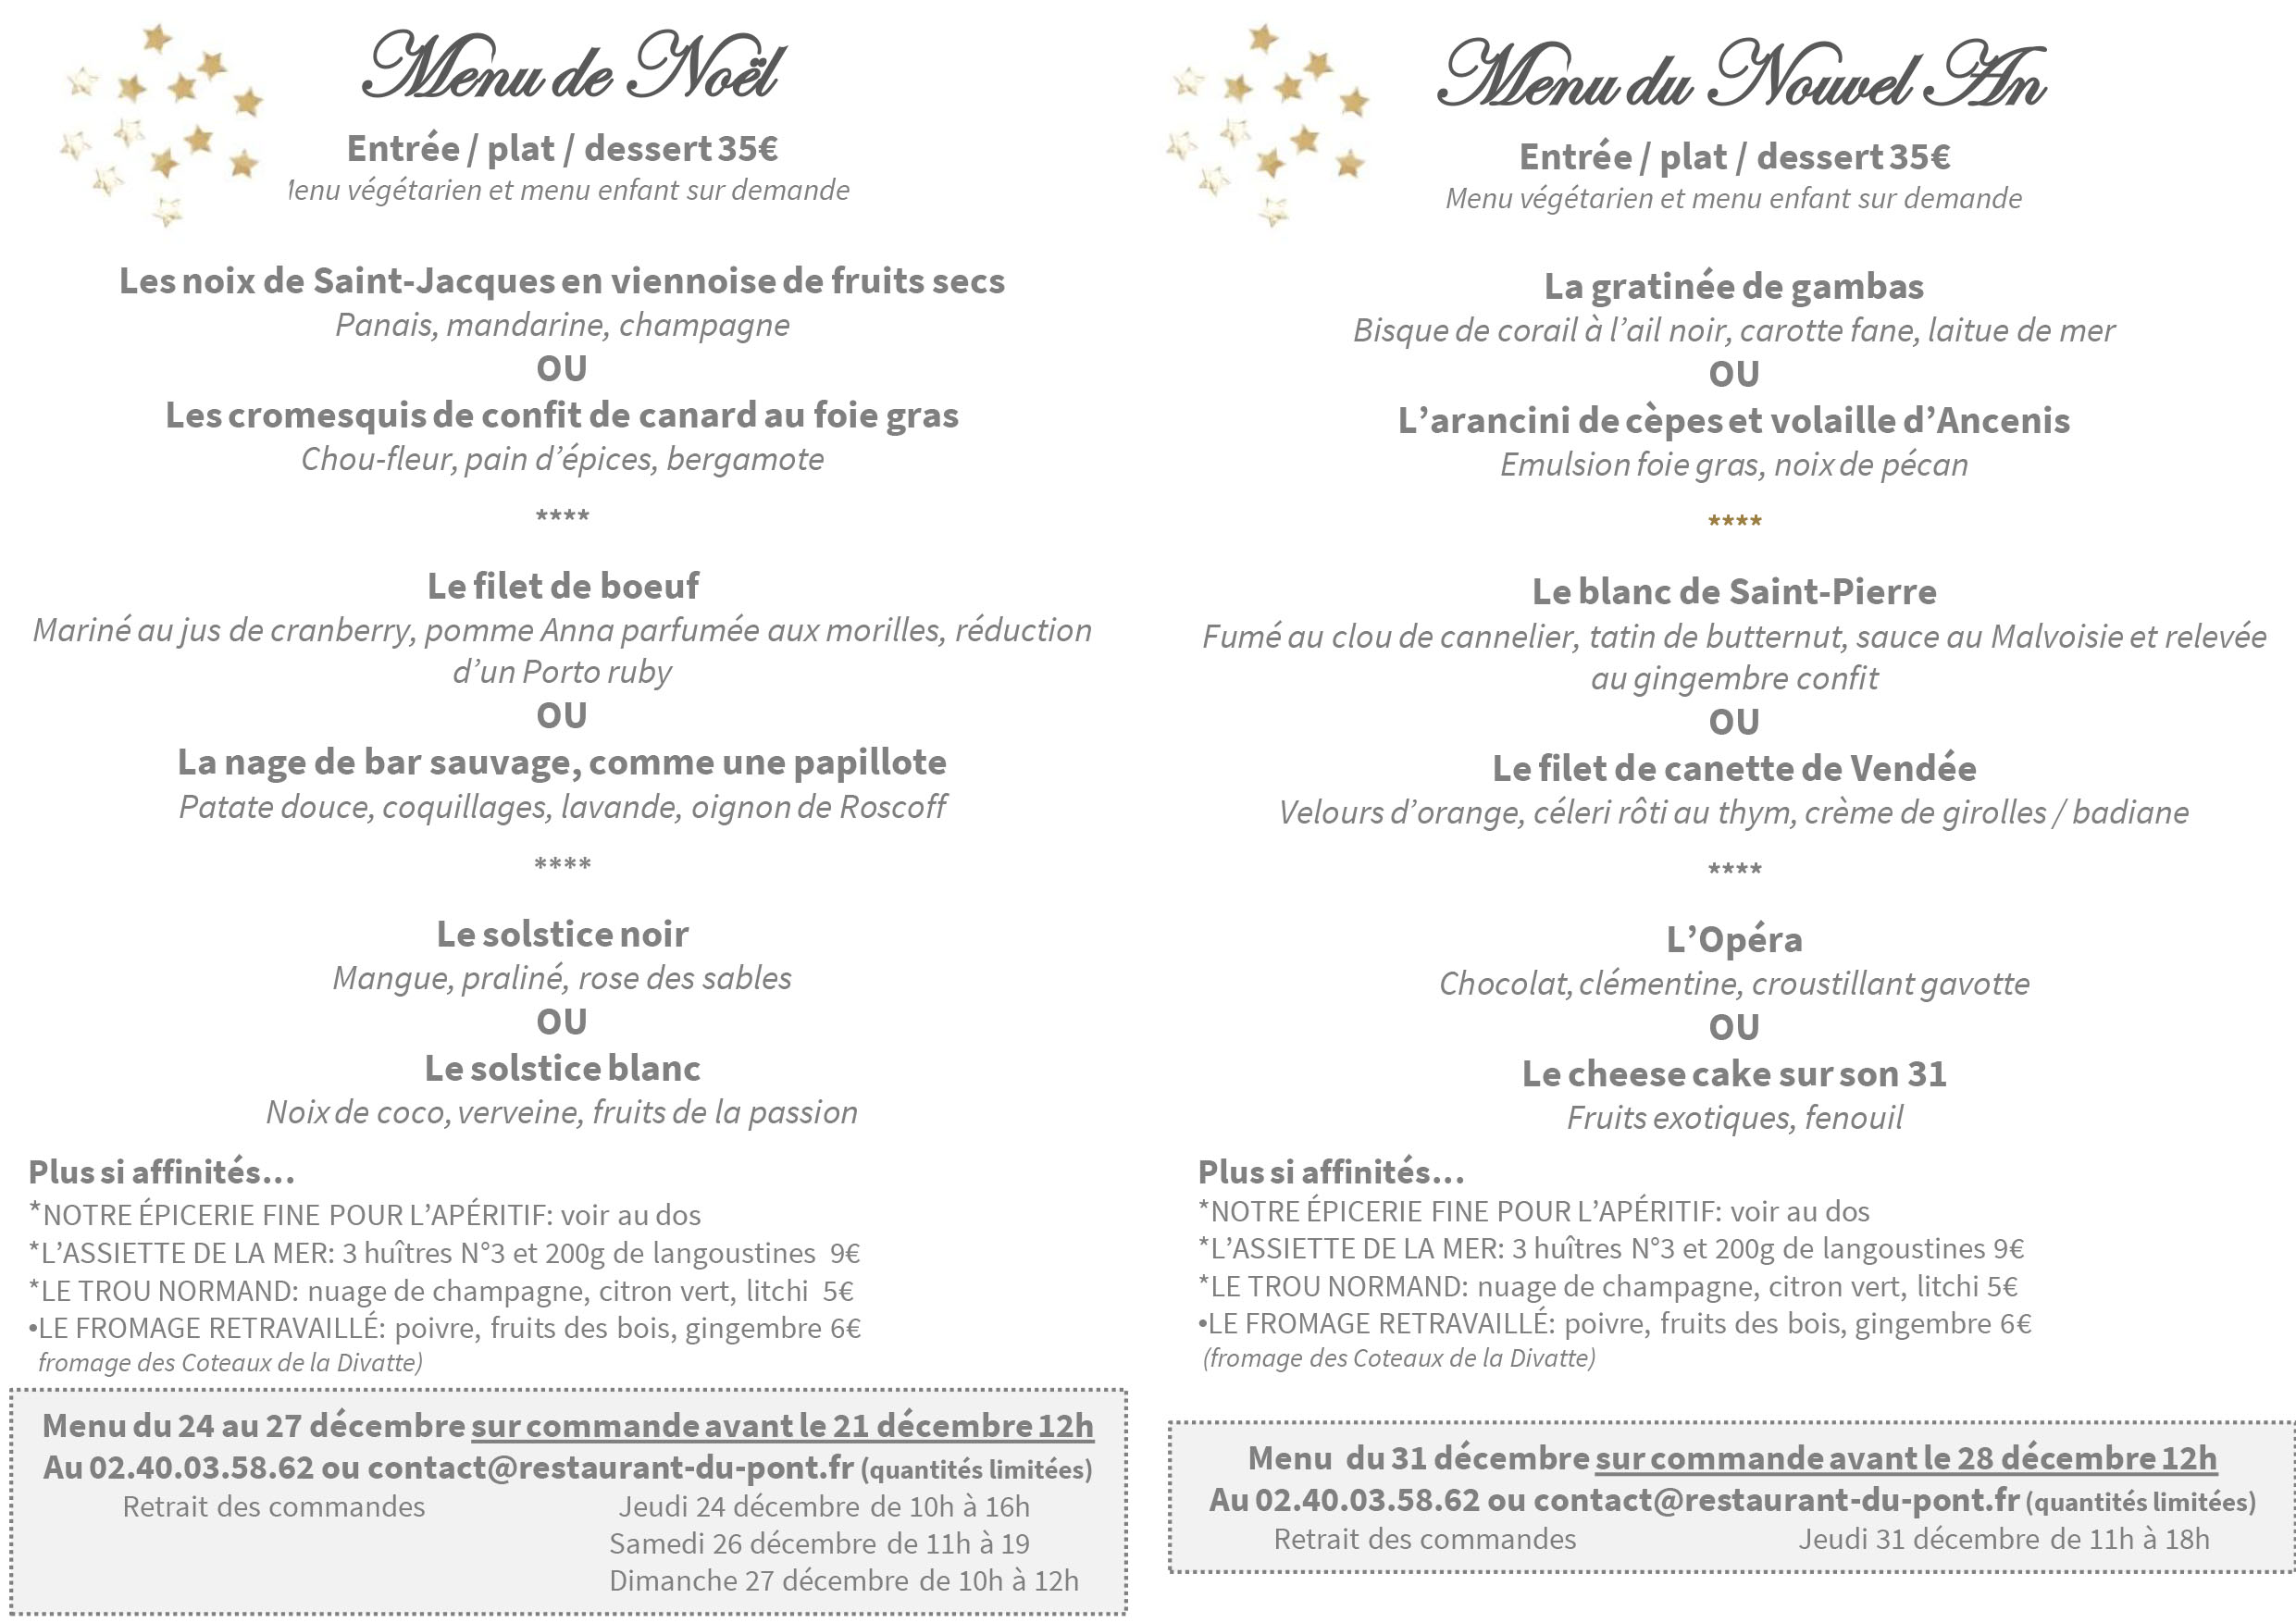 Menu de Noël
Entrée / plat / dessert 35€
enu végétarien et menu enfant sur demande
Les noix de Saint-Jacques en viennoise de fruits secs
Panais, mandarine, champagne
OU
Les cromesquis de confit de canard au foie gras
Chou-fleur, pain d’épices, bergamote
****
Le filet de boeuf
Mariné au jus de cranberry, pomme Anna parfumée aux morilles, réduction
d’un Porto ruby
OU
La nage de bar sauvage, comme une papillote
Patate douce, coquillages, lavande, oignon de Roscoff
****
Le solstice noir
Mangue, praliné, rose des sables
OU
Le solstice blanc
Noix de coco, verveine, fruits de la passion
Plus si affinités…
*NOTRE ÉPICERIE FINE POUR L’APÉRITIF: voir au dos
*L’ASSIETTE DE LA MER: 3 huîtres N°3 et 200g de langoustines 9€
*LE TROU NORMAND: nuage de champagne, citron vert, litchi 5€
•LE FROMAGE RETRAVAILLÉ: poivre, fruits des bois, gingembre 6€
fromage des Coteaux de la Divatte)
Menu du 24 au 27 décembre sur commande avant le 21 décembre 12h
Au 02.40.03.58.62 ou contact@restaurant-du-pont.fr (quantités limitées)
Retrait des commandes Jeudi 24 décembre de 10h à 16h
Samedi 26 décembre de 11h à 19
Dimanche 27 décembre de 10h à 12h
Menu du Nouvel An
Entrée / plat / dessert 35€
Menu végétarien et menu enfant sur demande
La gratinée de gambas
Bisque de corail à l’ail noir, carotte fane, laitue de mer
OU
L’arancini de cèpes et volaille d’Ancenis
Emulsion foie gras, noix de pécan
****
Le blanc de Saint-Pierre
Fumé au clou de cannelier, tatin de butternut, sauce au Malvoisie et relevée
au gingembre confit
OU
Le filet de canette de Vendée
Velours d’orange, céleri rôti au thym, crème de girolles / badiane
****
L’Opéra
Chocolat, clémentine, croustillant gavotte
OU
Le cheese cake sur son 31
Fruits exotiques, fenouil
Plus si affinités…
*NOTRE ÉPICERIE FINE POUR L’APÉRITIF: voir au dos
*L’ASSIETTE DE LA MER: 3 huîtres N°3 et 200g de langoustines 9€
*LE TROU NORMAND: nuage de champagne, citron vert, litchi 5€
•LE FROMAGE RETRAVAILLÉ: poivre, fruits des bois, gingembre 6€
(fromage des Coteaux de la Divatte)
Menu du 31 décembre sur commande avant le 28 décembre 12h
Au 02.40.03.58.62 ou contact@restaurant-du-pont.fr (quantités limitées)
Retrait des commandes Jeudi 31 décembre de 11h à 18h